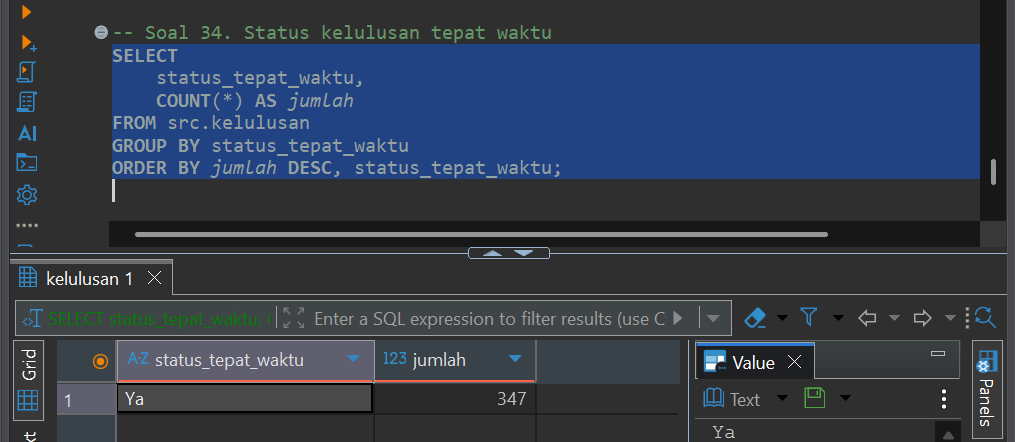 -- Soal 34. Status kelulusan tepat waktu
SELECT
status_tepat_waktu,
COUNT(*) AS jumlah
FROM src.kelulusan
GROUP BY status_tepat_waktu
ORDER BY jumlah DESC, status_tepat_waktu;
AI
kelulusan 1
SELECT status_tepat_waktu,
Enter a SQL expression to filter results (use C
Grid
A-Z status_tepat_waktu
123 jumlah
1
Ya
347
Value
Text
Ya
Panels